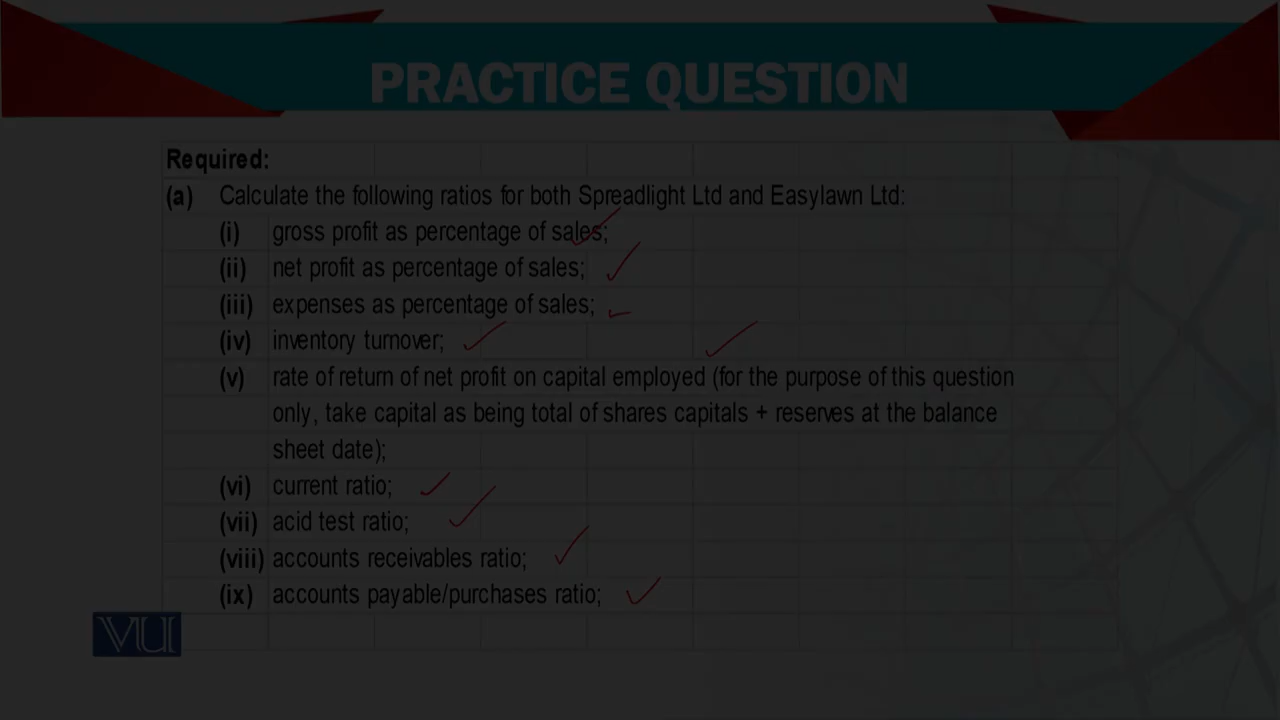 PRACTICE QUESTION
Required:
(a) Calculate the following ratios for both Spreadlight Ltd and Easylawn Ltd:
(i) gross profit as percentage of sales;
(ii) net profit as percentage of sales;
(iii) expenses as percentage of sales;
(iv) inventory turnover;
(v) rate of return of net profit on capital employed (for the purpose of this question
only, take capital as being total of shares capitals + reserves at the balance
sheet date);
(vi) current ratio;
(vii) acid test ratio;
(viii) accounts receivables ratio;
(ix) accounts payable/purchases ratio;
VU